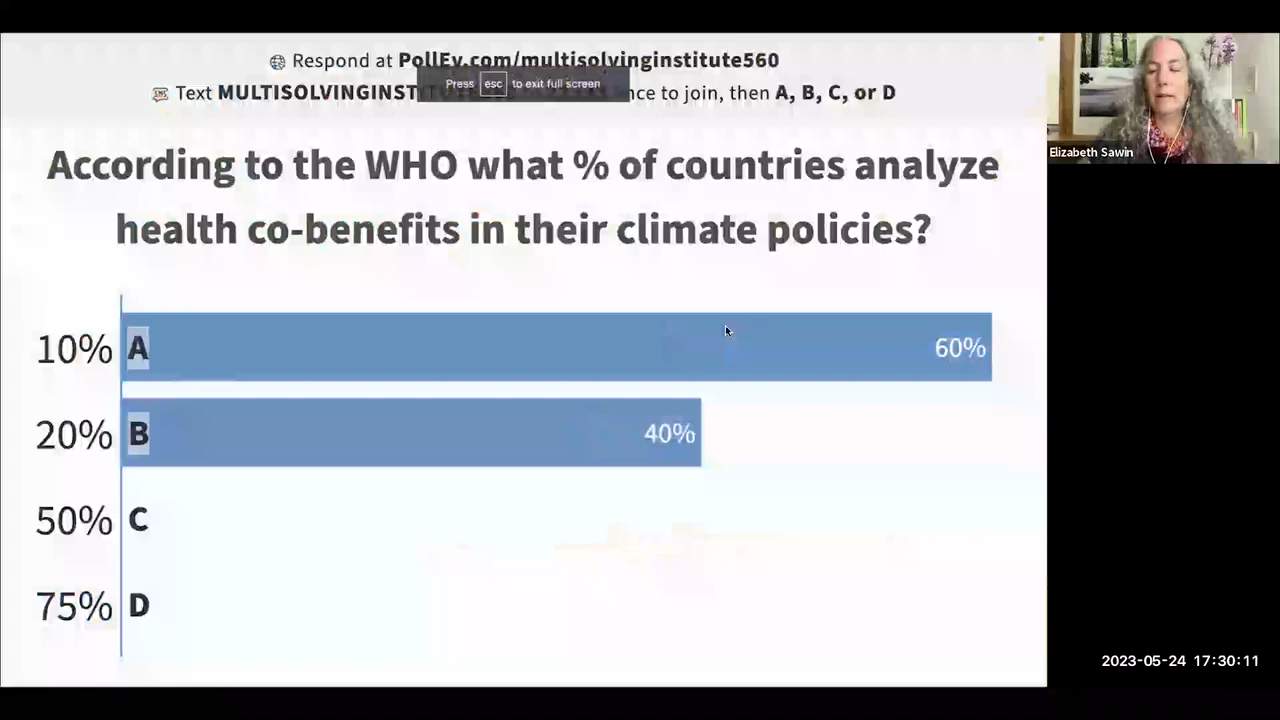 Respond at PollEv.com/multisolvinginstitute560
Press esc to exit full screen
SMS Text MULTISOLVINGINST nce to join, then A, B, C, or D
Elizabeth Sawin
According to the WHO what % of countries analyze
health co-benefits in their climate policies?
10% A 60%
20% B 40%
50% C
75% D
2023-05-24 17:30:11